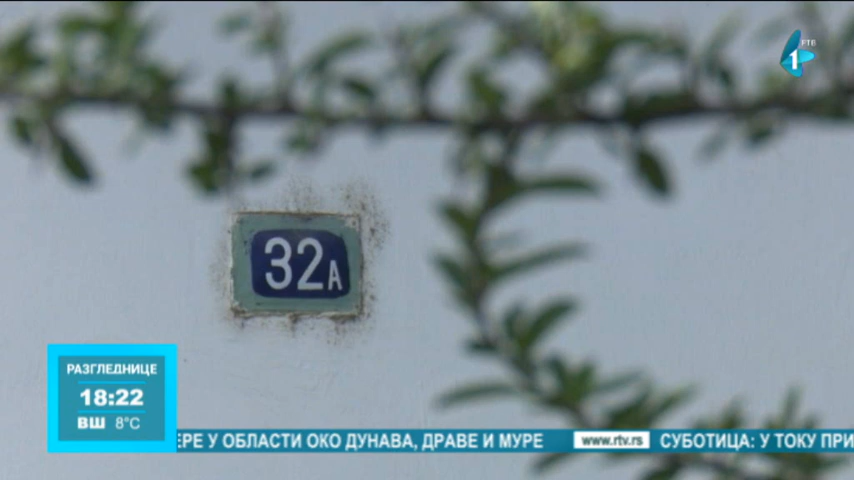 РТВ
1
32А
РАЗГЛЕДНИЦЕ
18:22
ВШ 8°C
ЕРЕ У ОБЛАСТИ ОКО ДУНАВА, ДРАВЕ И МУРЕ www.rtv.rs СУБОТИЦА: У ТОКУ ПРИ